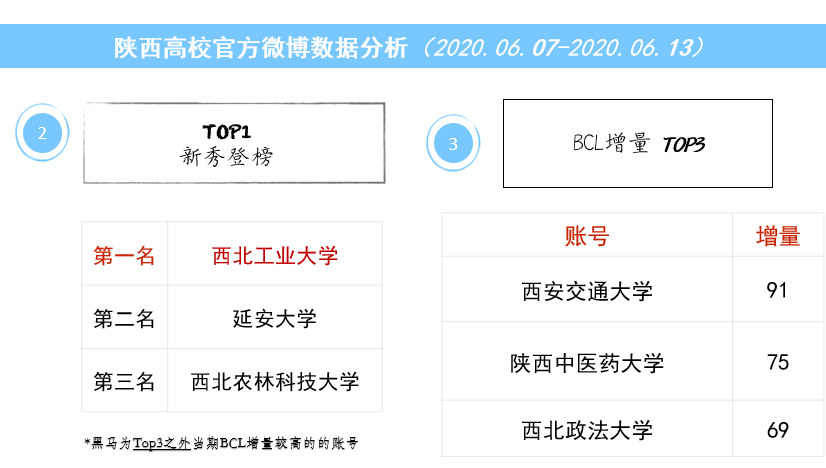 陕西高校官方微博数据分析（2020.06.07-2020.06.13）
2
TOP1
新秀登榜
第一名 西北工业大学
第二名 延安大学
第三名 西北农林科技大学
*黑马为Top3之外当期BCL增量较高的的账号
3
BCL增量 TOP3
账号 增量
西安交通大学 91
陕西中医药大学 75
西北政法大学 69